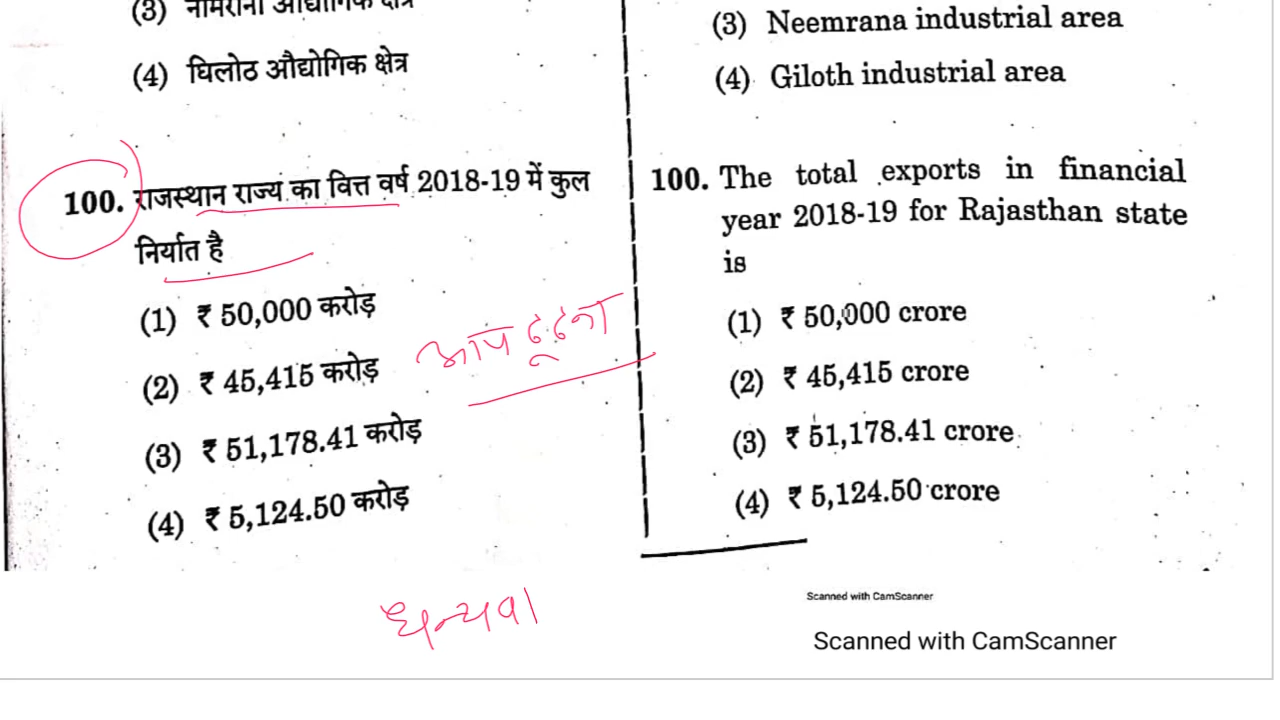 (3) नीमराना औद्योगिक क्षेत्र
(4) घिलोठ औद्योगिक क्षेत्र
100. राजस्थान राज्य का वित्त वर्ष 2018-19 में कुल
निर्यात है
(1) ₹ 50,000 करोड़
(2) ₹ 45,415 करोड़
(3) ₹ 51,178.41 करोड़
(4) ₹ 5,124.50 करोड़
आप ढूढना
धन्यवा
(3) Neemrana industrial area
(4) Giloth industrial area
100. The total exports in financial
year 2018-19 for Rajasthan state
is
(1) ₹ 50,000 crore
(2) ₹ 45,415 crore
(3) ₹ 51,178.41 crore
(4) ₹ 5,124.50 crore
Scanned with CamScanner
Scanned with CamScanner